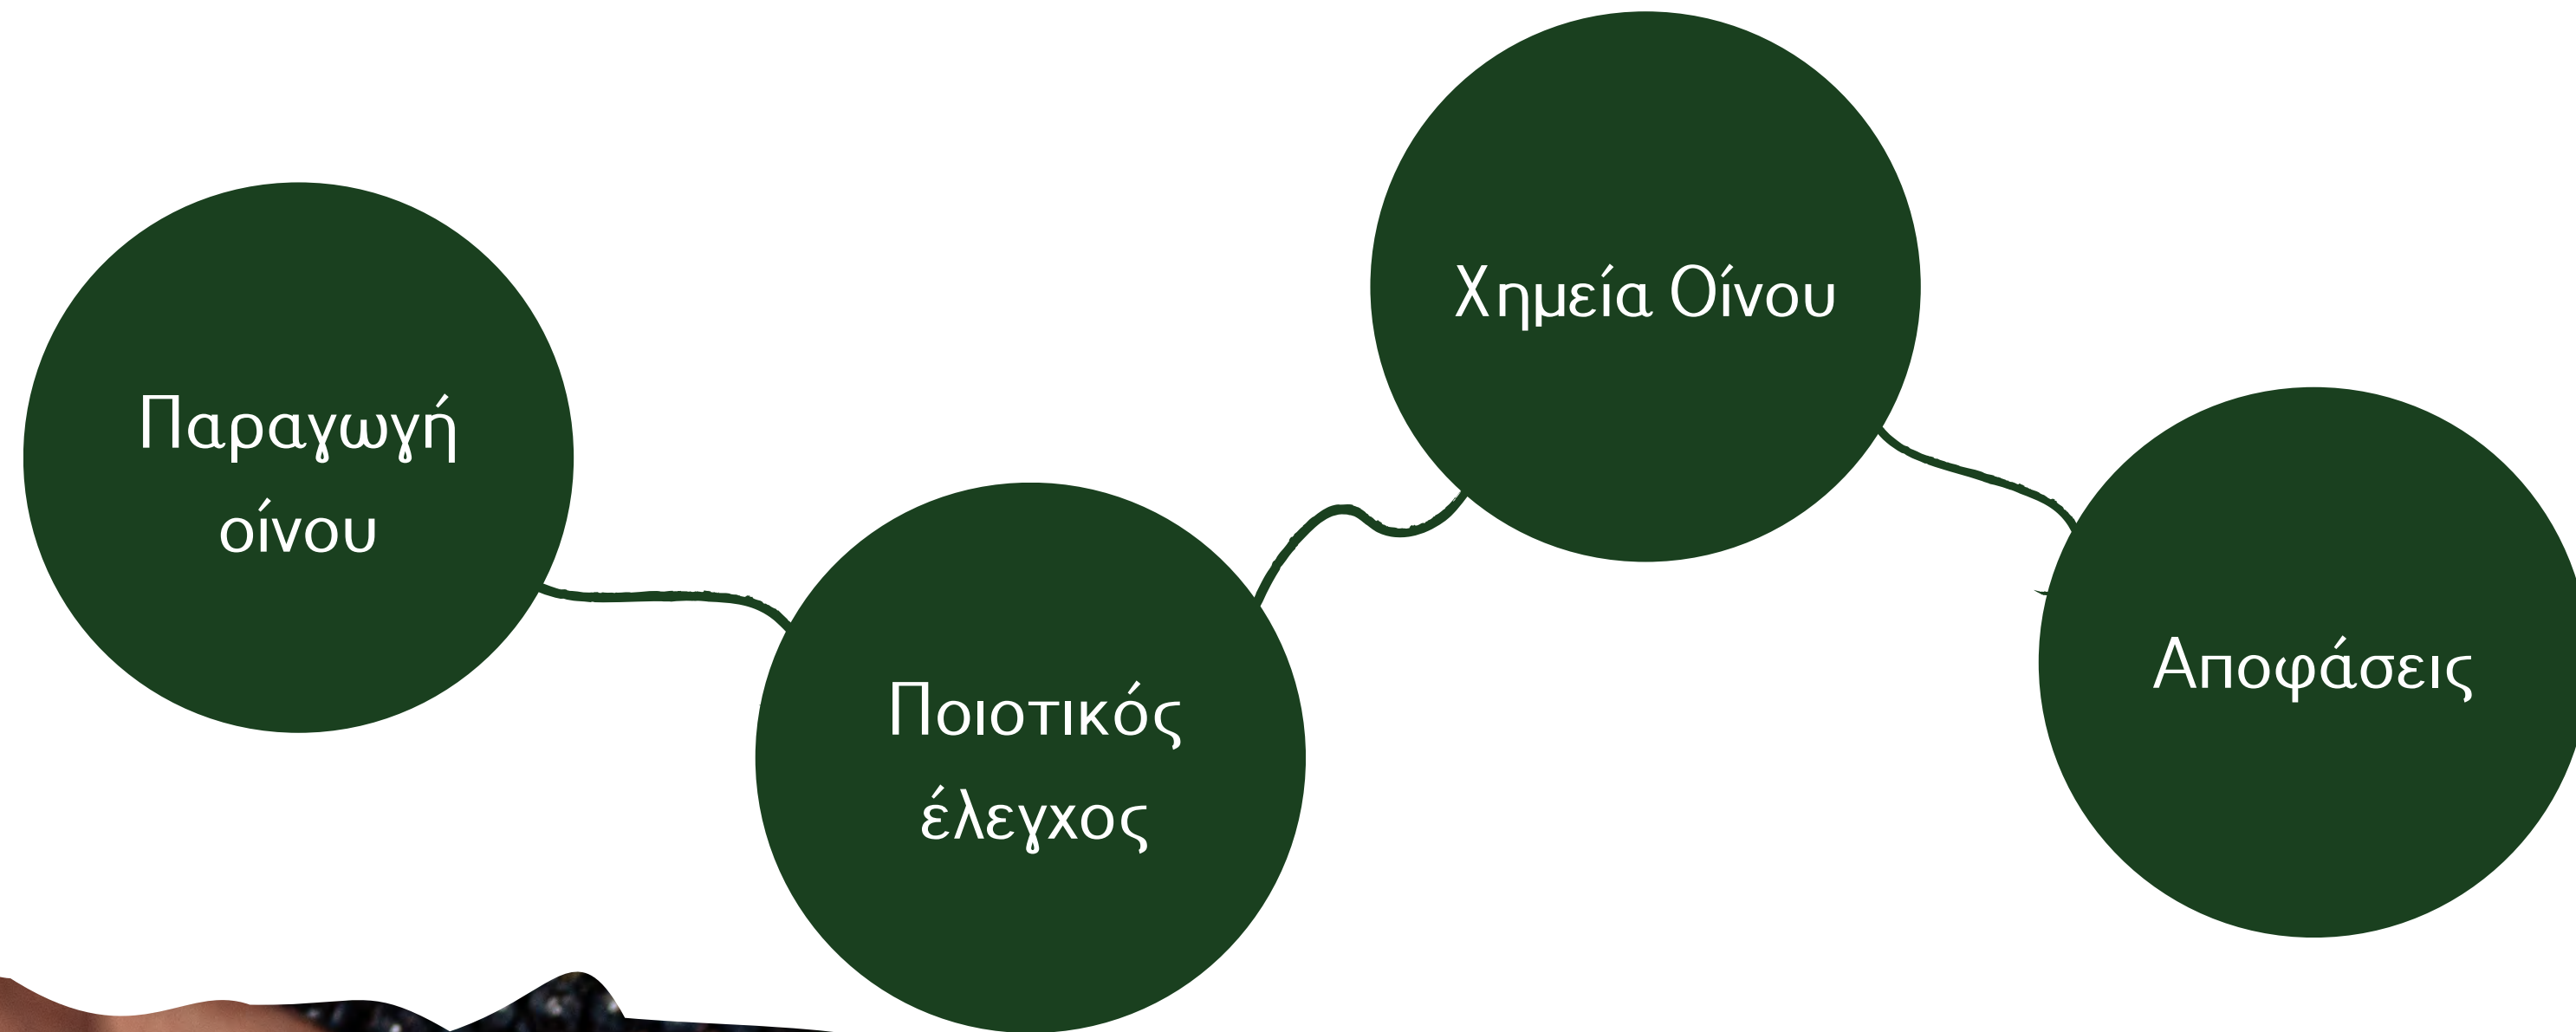 Παραγωγή
οίνου
Ποιοτικός
έλεγχος
Χημεία Οίνου
Αποφάσεις